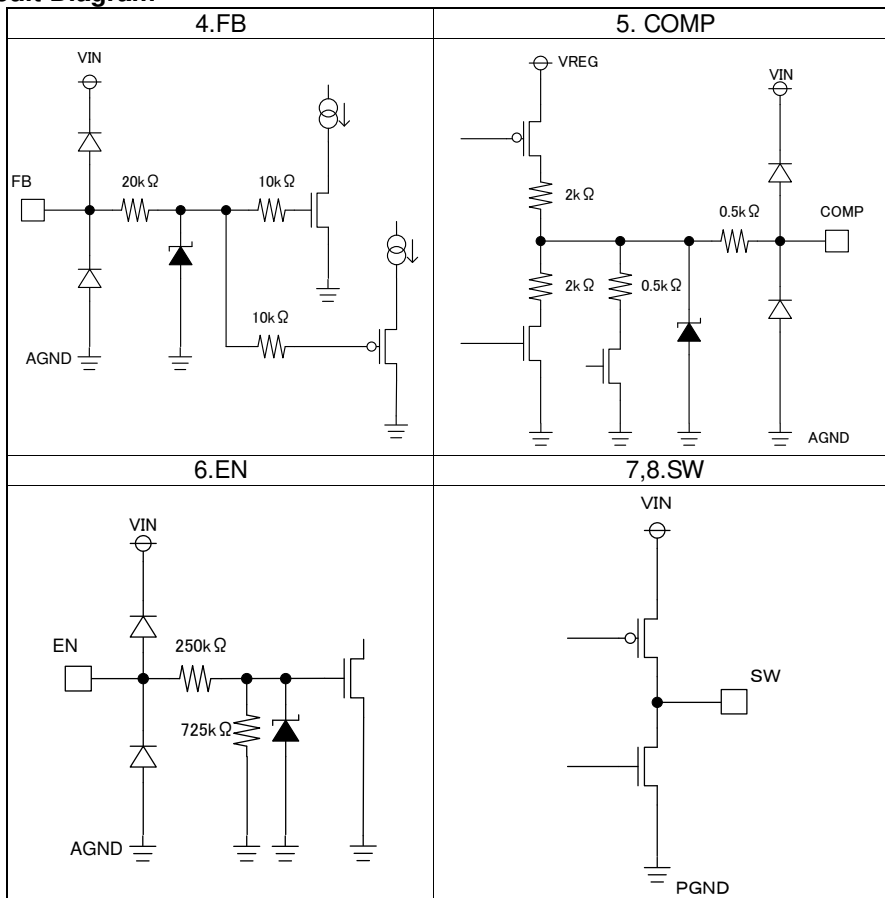 4.FB
5. COMP
VIN
FB
20kΩ
10kΩ
10kΩ
AGND
VREG
VIN
2kΩ
0.5kΩ
COMP
2kΩ
0.5kΩ
AGND
6.EN
7,8.SW
VIN
EN
250kΩ
725kΩ
AGND
VIN
SW
PGND